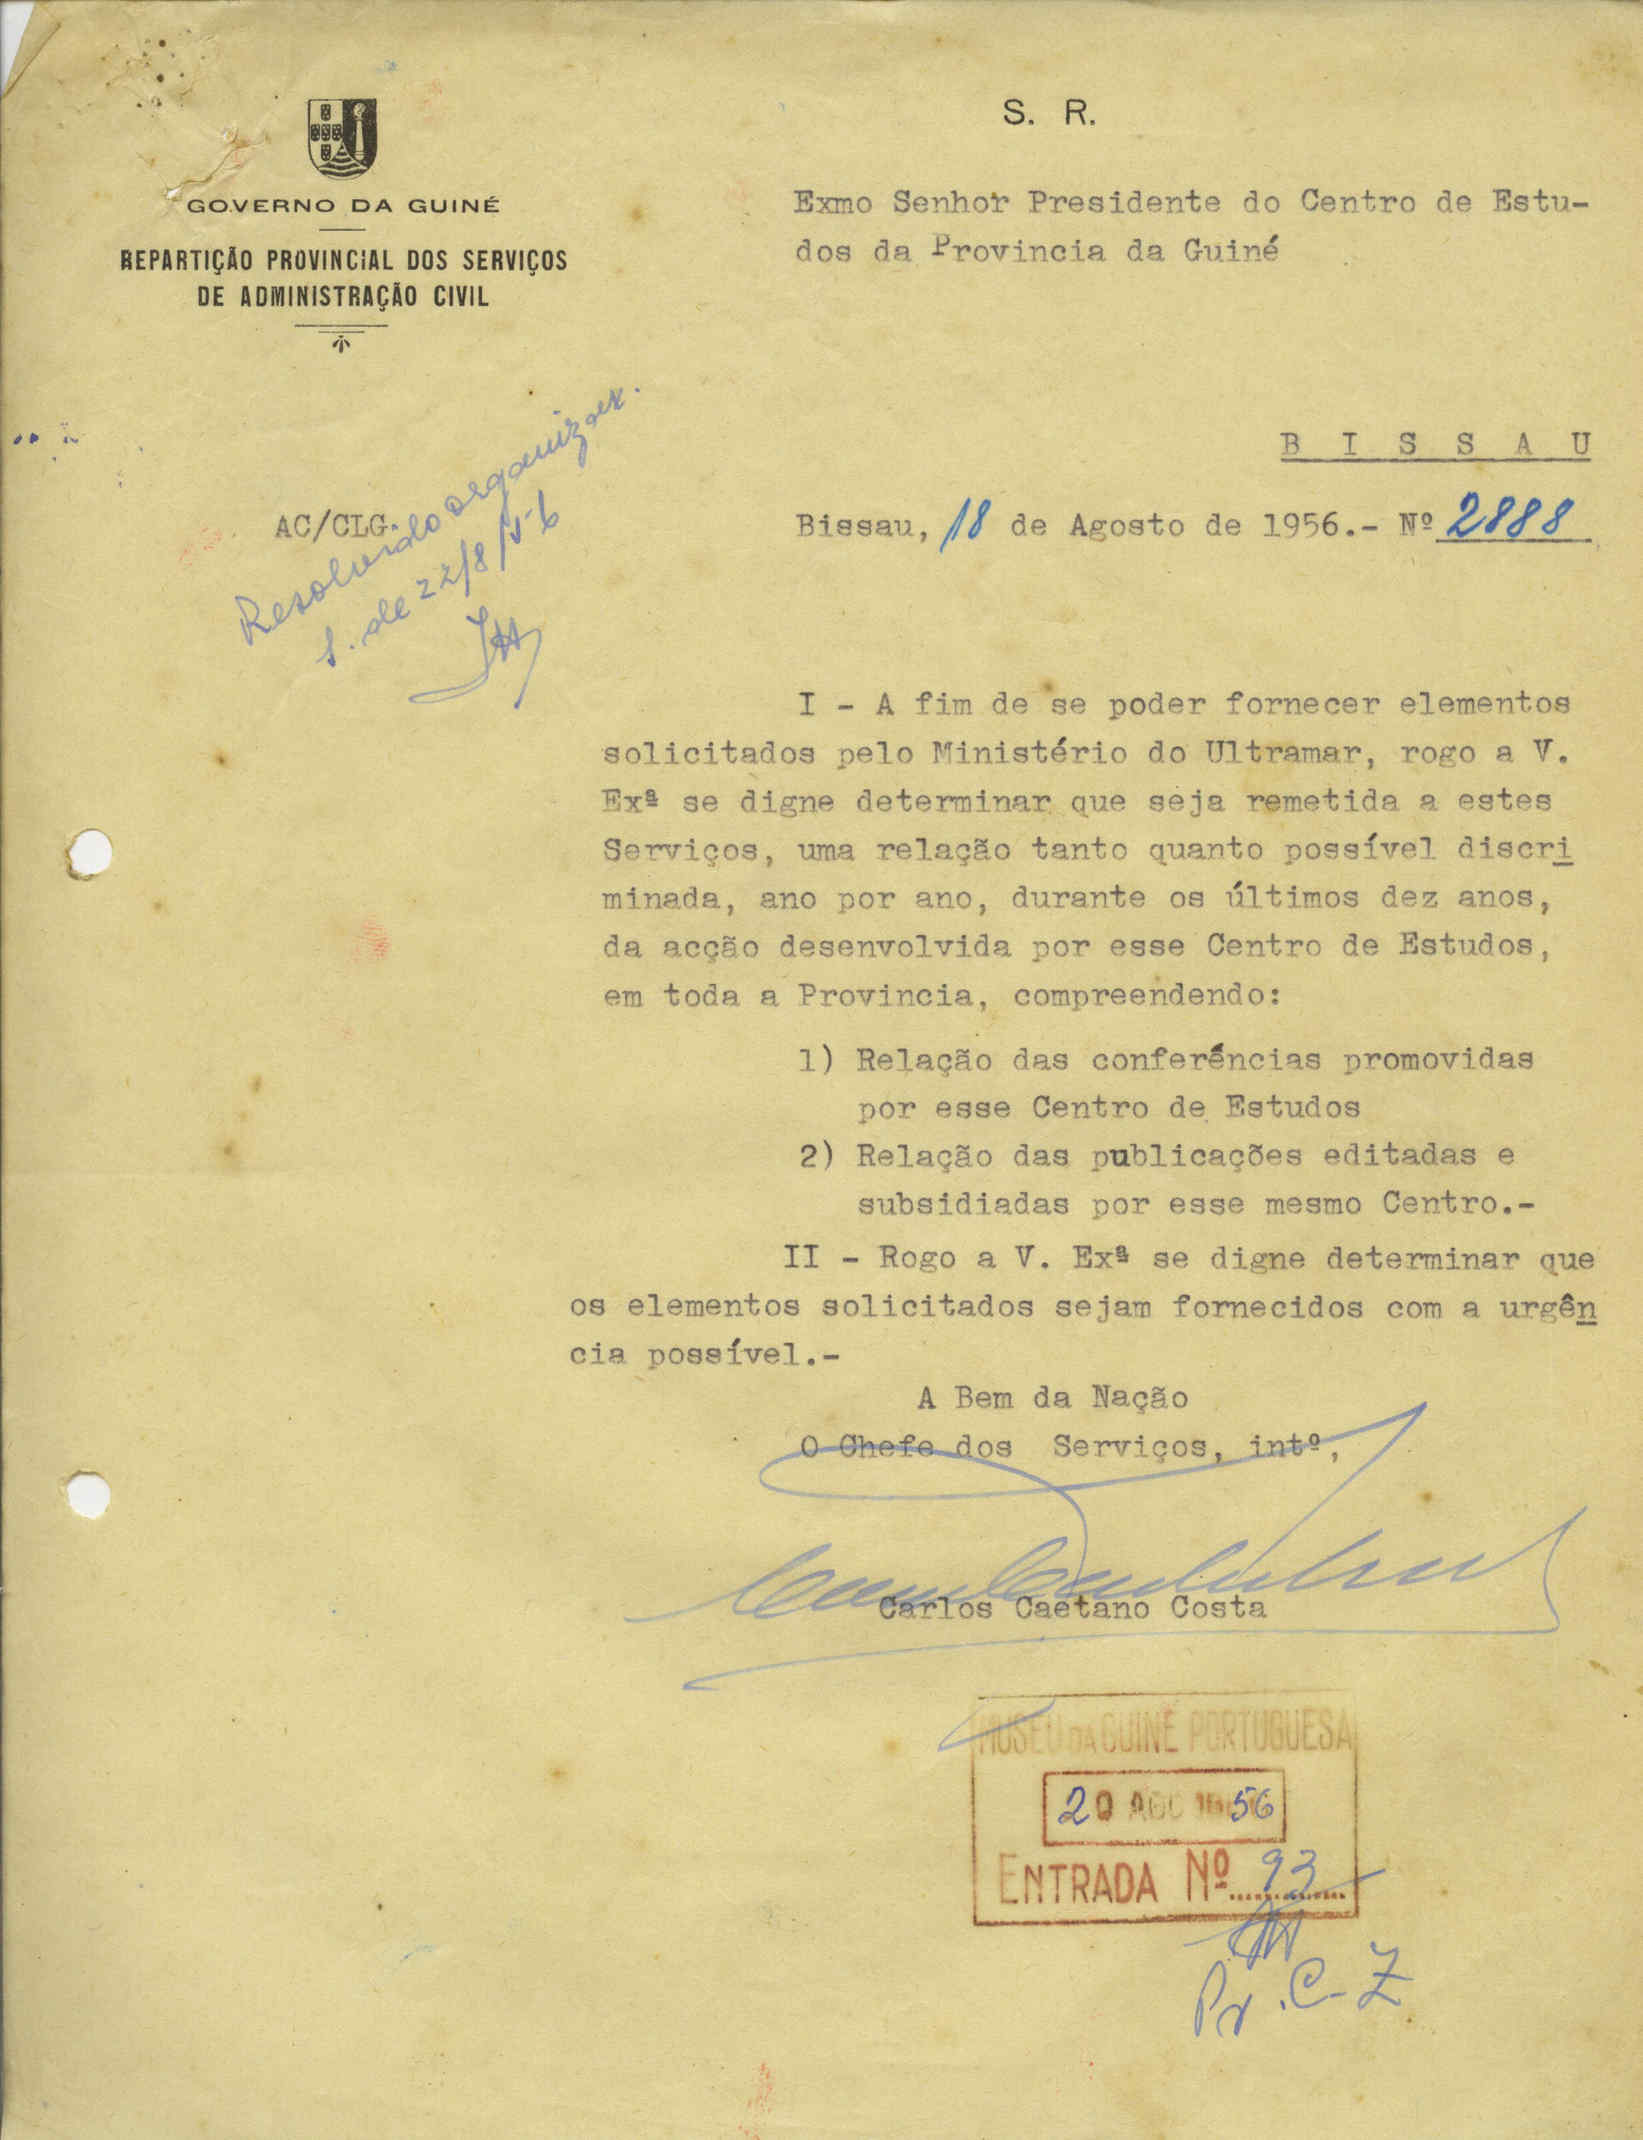 S. R.
GOVERNO DA GUINÉ
REPARTIÇÃO PROVINCIAL DOS SERVIÇOS
DE ADMINISTRAÇÃO CIVIL
Exmo Senhor Presidente do Centro de Estu-
dos da Provincia da Guiné
B I S S A U
AC/CLG.
Bissau, 18 de Agosto de 1956.- Nº 2888
Resolvido organizar.
S. de 22/8/56
I - A fim de se poder fornecer elementos
solicitados pelo Ministério do Ultramar, rogo a V.
Exª se digne determinar que seja remetida a estes
Serviços, uma relação tanto quanto possível discri
minada, ano por ano, durante os últimos dez anos,
da acção desenvolvida por esse Centro de Estudos,
em toda a Provincia, compreendendo:
1) Relação das conferências promovidas
por esse Centro de Estudos
2) Relação das publicações editadas e
subsidiadas por esse mesmo Centro.-
II - Rogo a V. Exª se digne determinar que
os elementos solicitados sejam fornecidos com a urgên
cia possível.-
A Bem da Nação
O Chefe dos Serviços, intº,
Carlos Caetano Costa
MUSEU DA GUINÉ PORTUGUESA
20 AGO 1956
ENTRADA Nº 93
Pr. C-Z